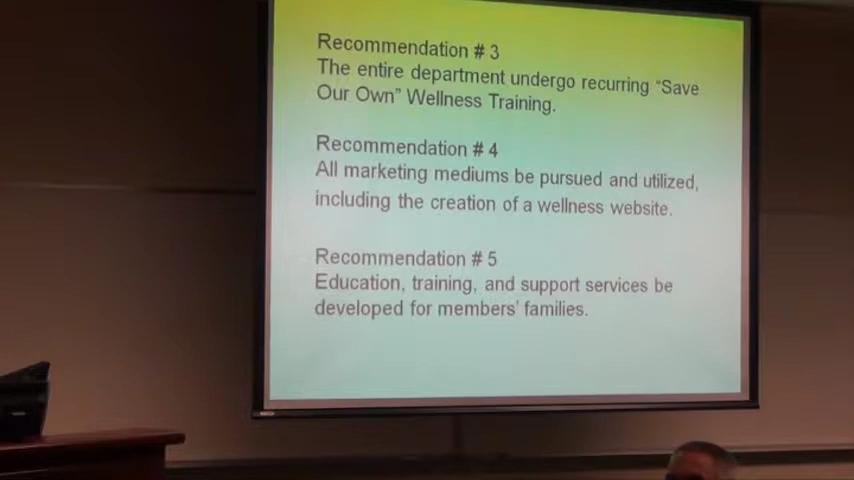 Recommendation # 3
The entire department undergo recurring “Save
Our Own” Wellness Training.
Recommendation # 4
All marketing mediums be pursued and utilized,
including the creation of a wellness website.
Recommendation # 5
Education, training, and support services be
developed for members’ families.